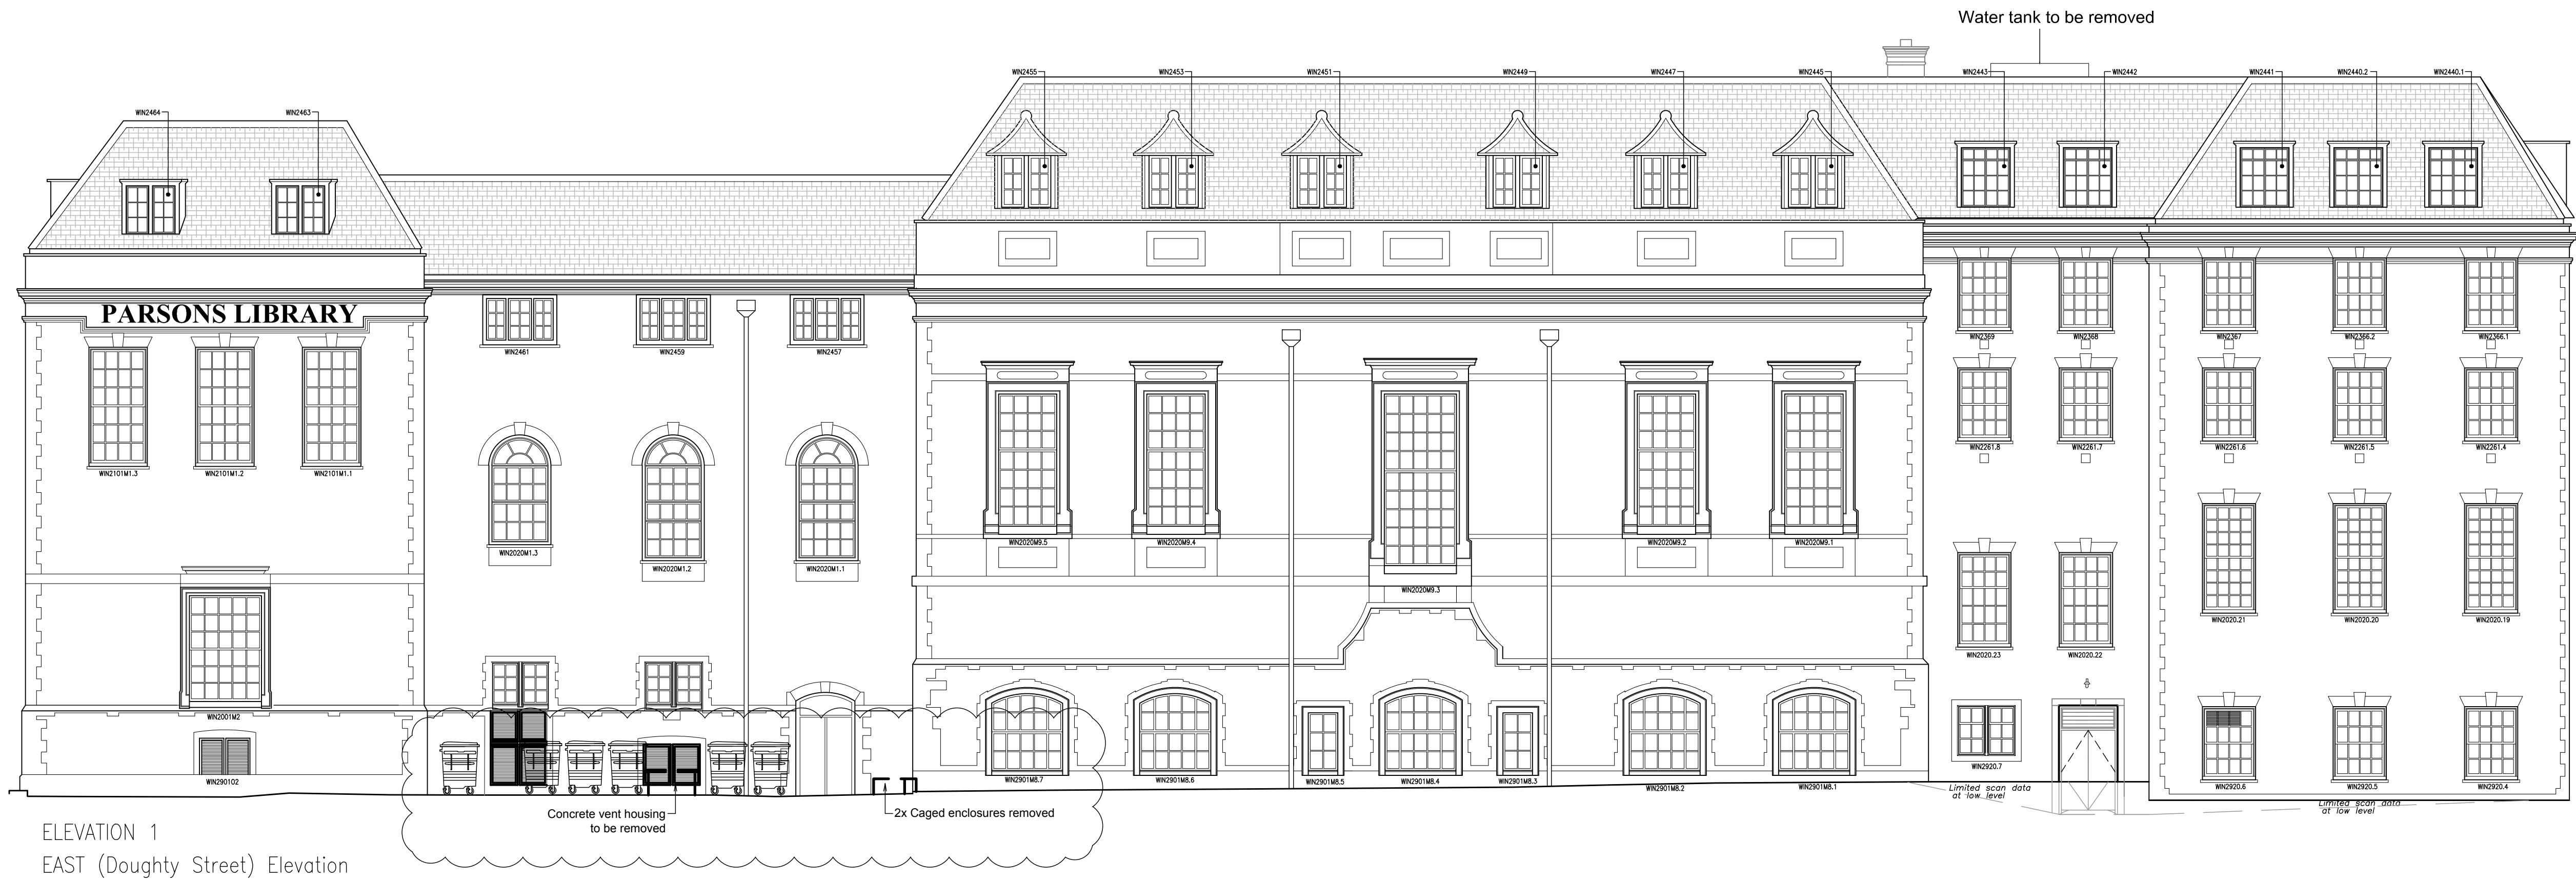 Water tank to be removed
WIN2455
WIN2453
WIN2451
WIN2449
WIN2447
WIN2445
WIN2443
WIN2442
WIN2441
WIN2440.2
WIN2440.1
WIN2464
WIN2463
PARSONS LIBRARY
WIN2461
WIN2459
WIN2457
WIN2369
WIN2368
WIN2367
WIN2366.2
WIN2366.1
WIN2101M1.3
WIN2101M1.2
WIN2101M1.1
WIN2261.8
WIN2261.7
WIN2261.6
WIN2261.5
WIN2261.4
WIN2020M1.3
WIN2020M1.2
WIN2020M1.1
WIN2020M9.5
WIN2020M9.4
WIN2020M9.3
WIN2020M9.2
WIN2020M9.1
WIN2020.23
WIN2020.22
WIN2020.21
WIN2020.20
WIN2020.19
WIN2001M2
WIN290102
WIN2901M8.7
WIN2901M8.6
WIN2901M8.5
WIN2901M8.4
WIN2901M8.3
WIN2901M8.2
WIN2901M8.1
WIN2920.7
WIN2920.6
WIN2920.5
WIN2920.4
Limited scan data
at low level
Limited scan data
at low level
Concrete vent housing
to be removed
2x Caged enclosures removed
ELEVATION 1
EAST (Doughty Street) Elevation